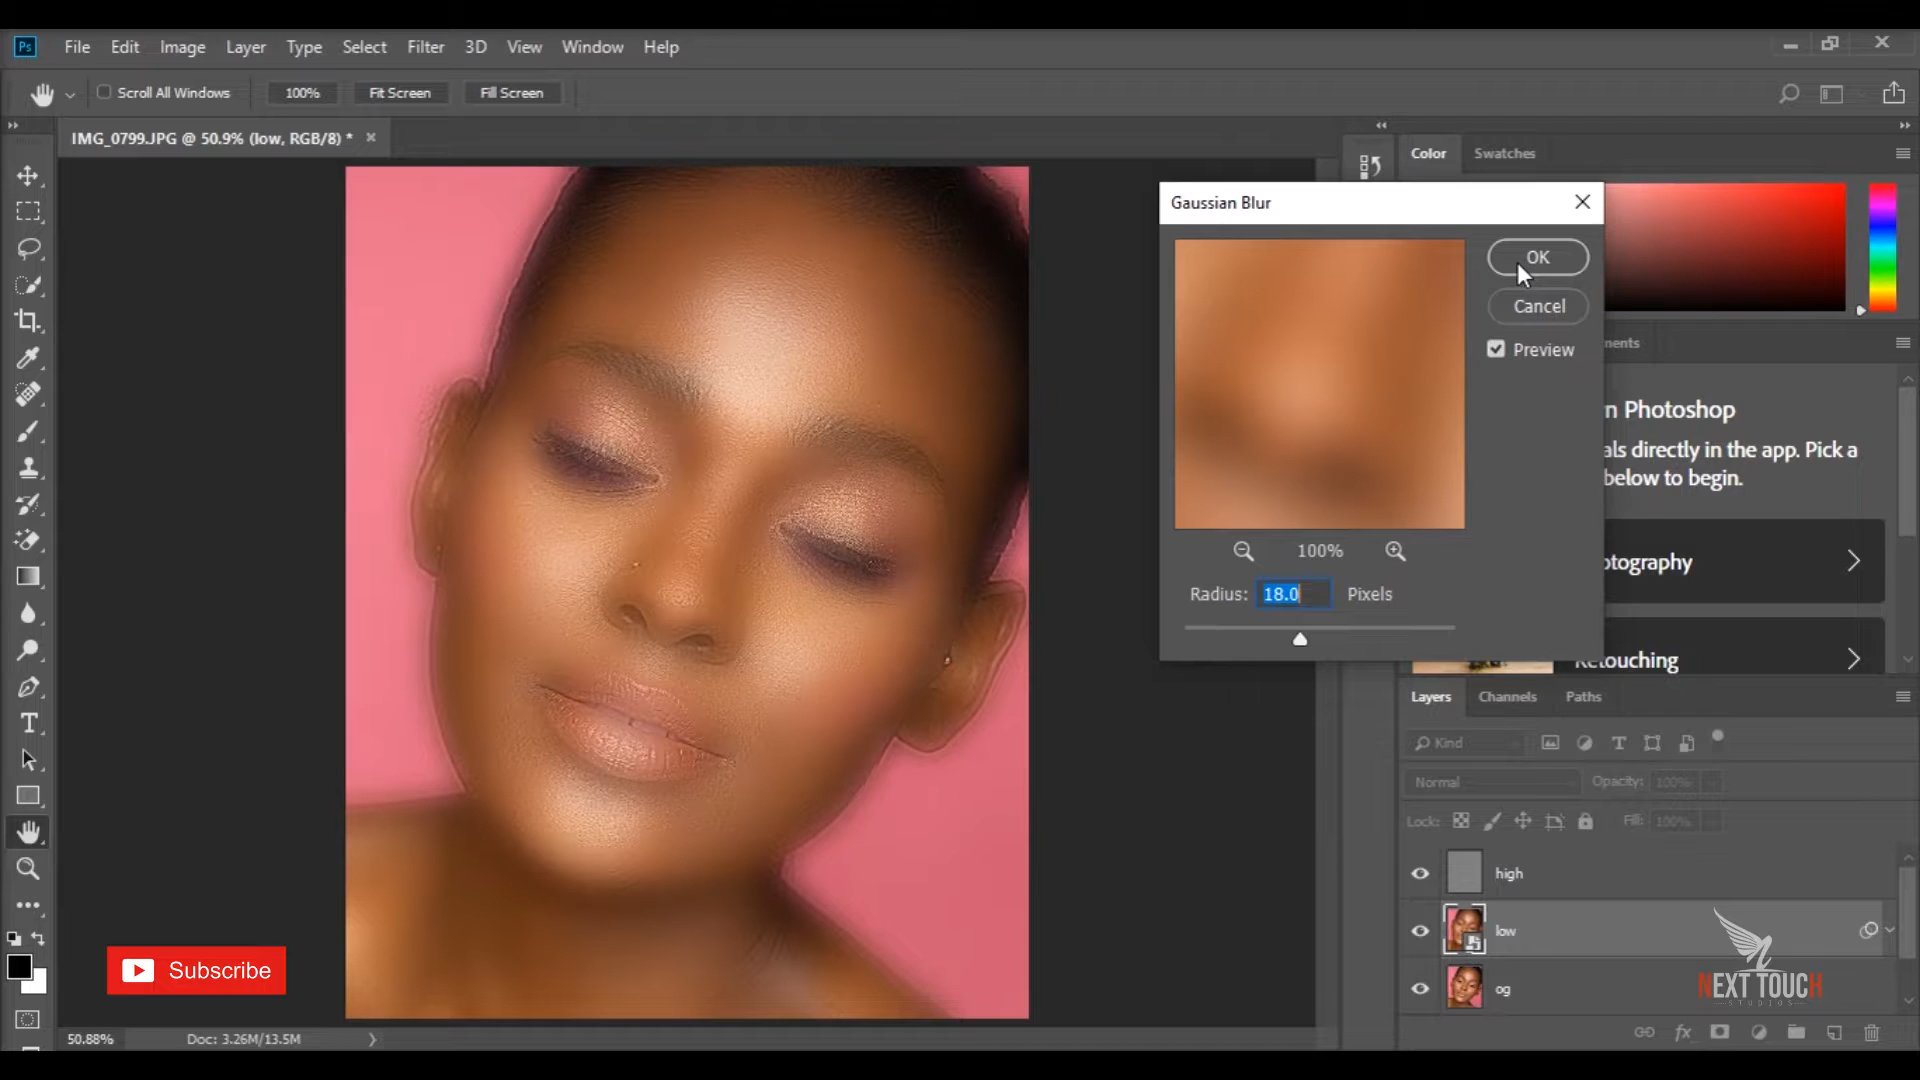 Ps File Edit Image Layer Type Select Filter 3D View Window Help
Scroll All Windows 100% Fit Screen Fill Screen
IMG_0799.JPG @ 50.9% (low, RGB/8) *
Color Swatches
Gaussian Blur
OK
Cancel
Preview
nents
n Photoshop
als directly in the app. Pick a
below to begin.
100%
otography
Radius: 18.0 Pixels
Retouching
Layers Channels Paths
Kind
Normal Opacity: 100%
Lock: Fill: 100%
high
low
og
Subscribe
NEXT TOUCH
STUDIOS
50.88% Doc: 3.26M/13.5M